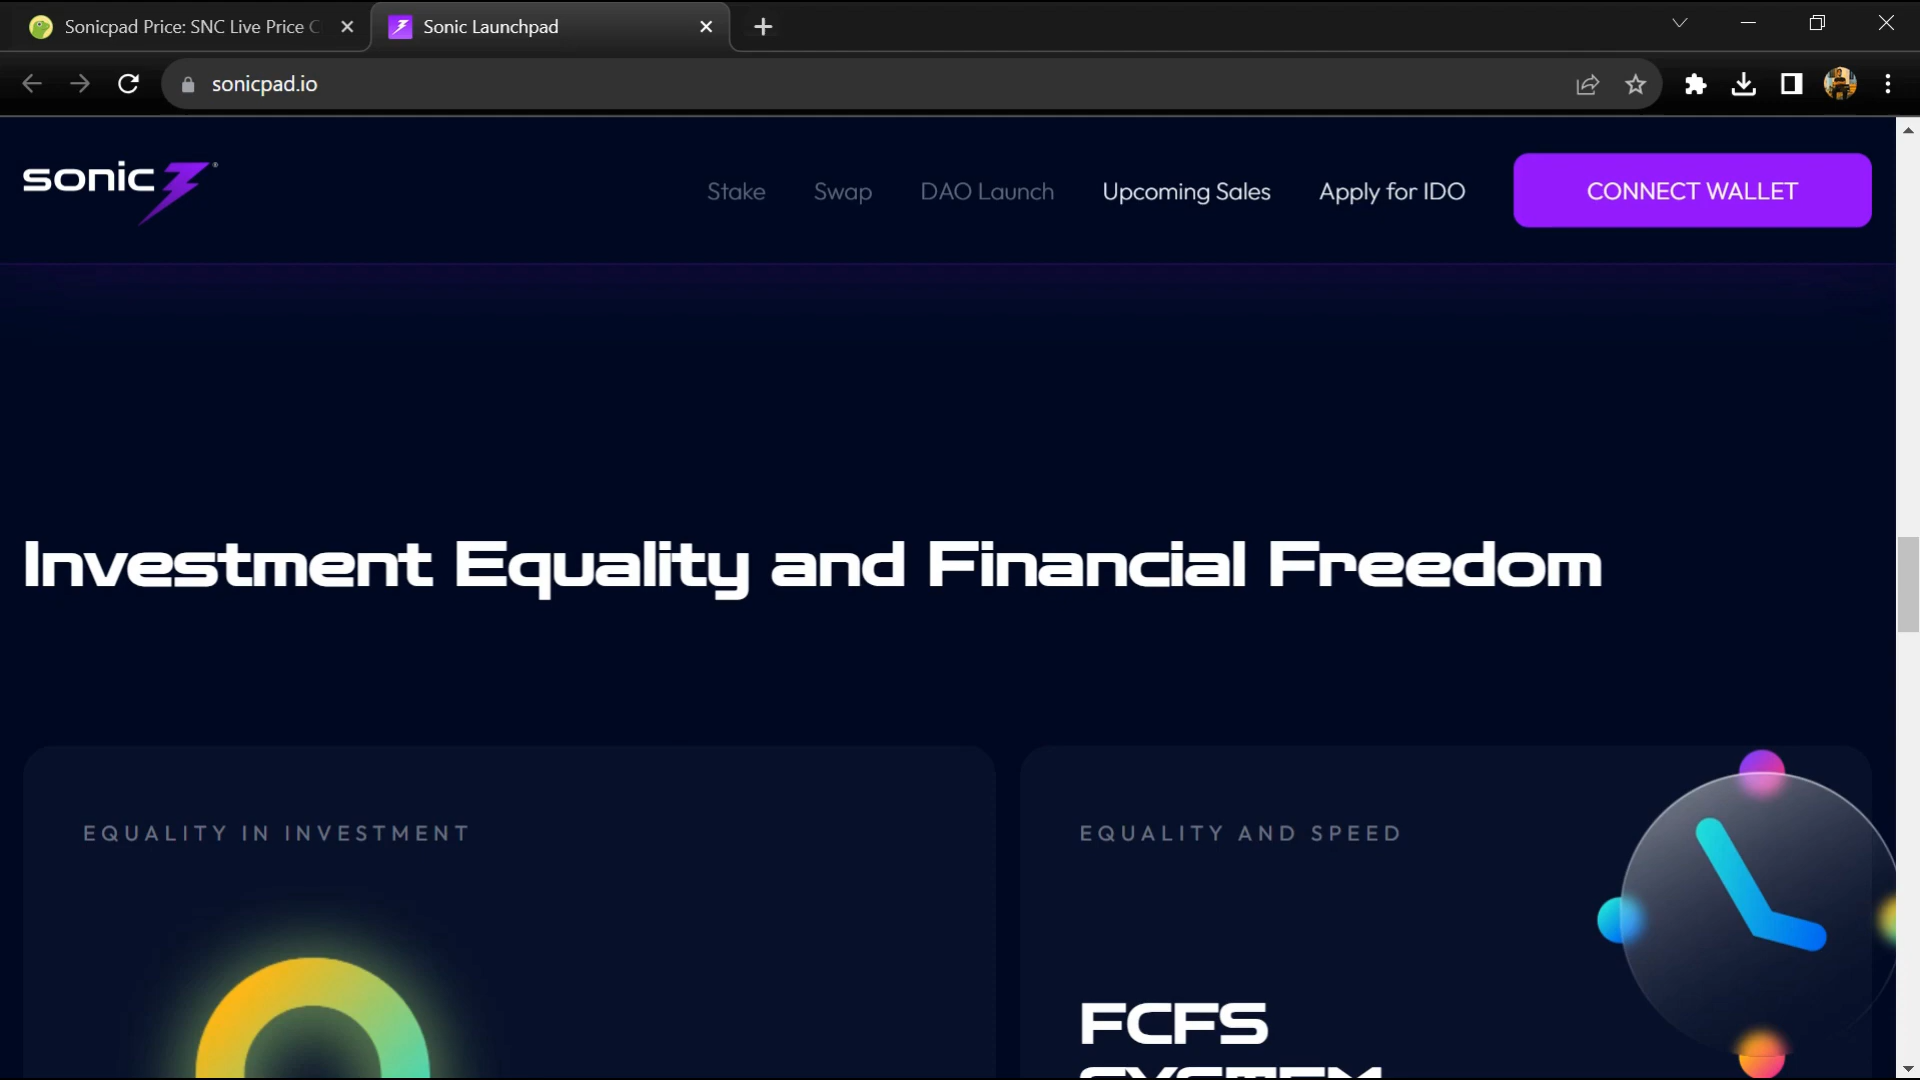 Sonicpad Price: SNC Live Price C
Sonic Launchpad
sonicpad.io
sonic
Stake
Swap
DAO Launch
Upcoming Sales
Apply for IDO
CONNECT WALLET
Investment Equality and Financial Freedom
EQUALITY IN INVESTMENT
EQUALITY AND SPEED
FCFS
SYSTEM